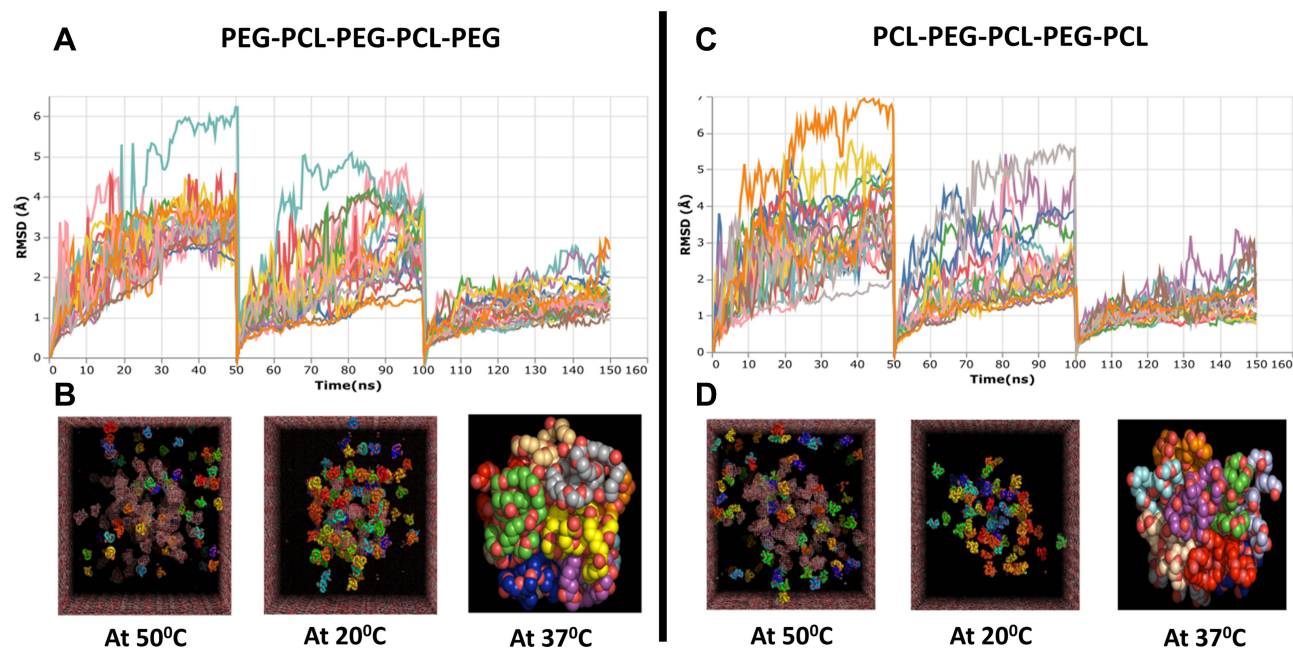 A
PEG-PCL-PEG-PCL-PEG
6
5
4
3
2
1
0
RMSD (Å)
0 10 20 30 40 50 60 70 80 90 100 110 120 130 140 150 160
Time(ns)
B
At 50⁰C
At 20⁰C
At 37⁰C
C
PCL-PEG-PCL-PEG-PCL
7
6
5
4
3
2
1
0
RMSD (Å)
0 10 20 30 40 50 60 70 80 90 100 110 120 130 140 150 160
Time(ns)
D
At 50⁰C
At 20⁰C
At 37⁰C